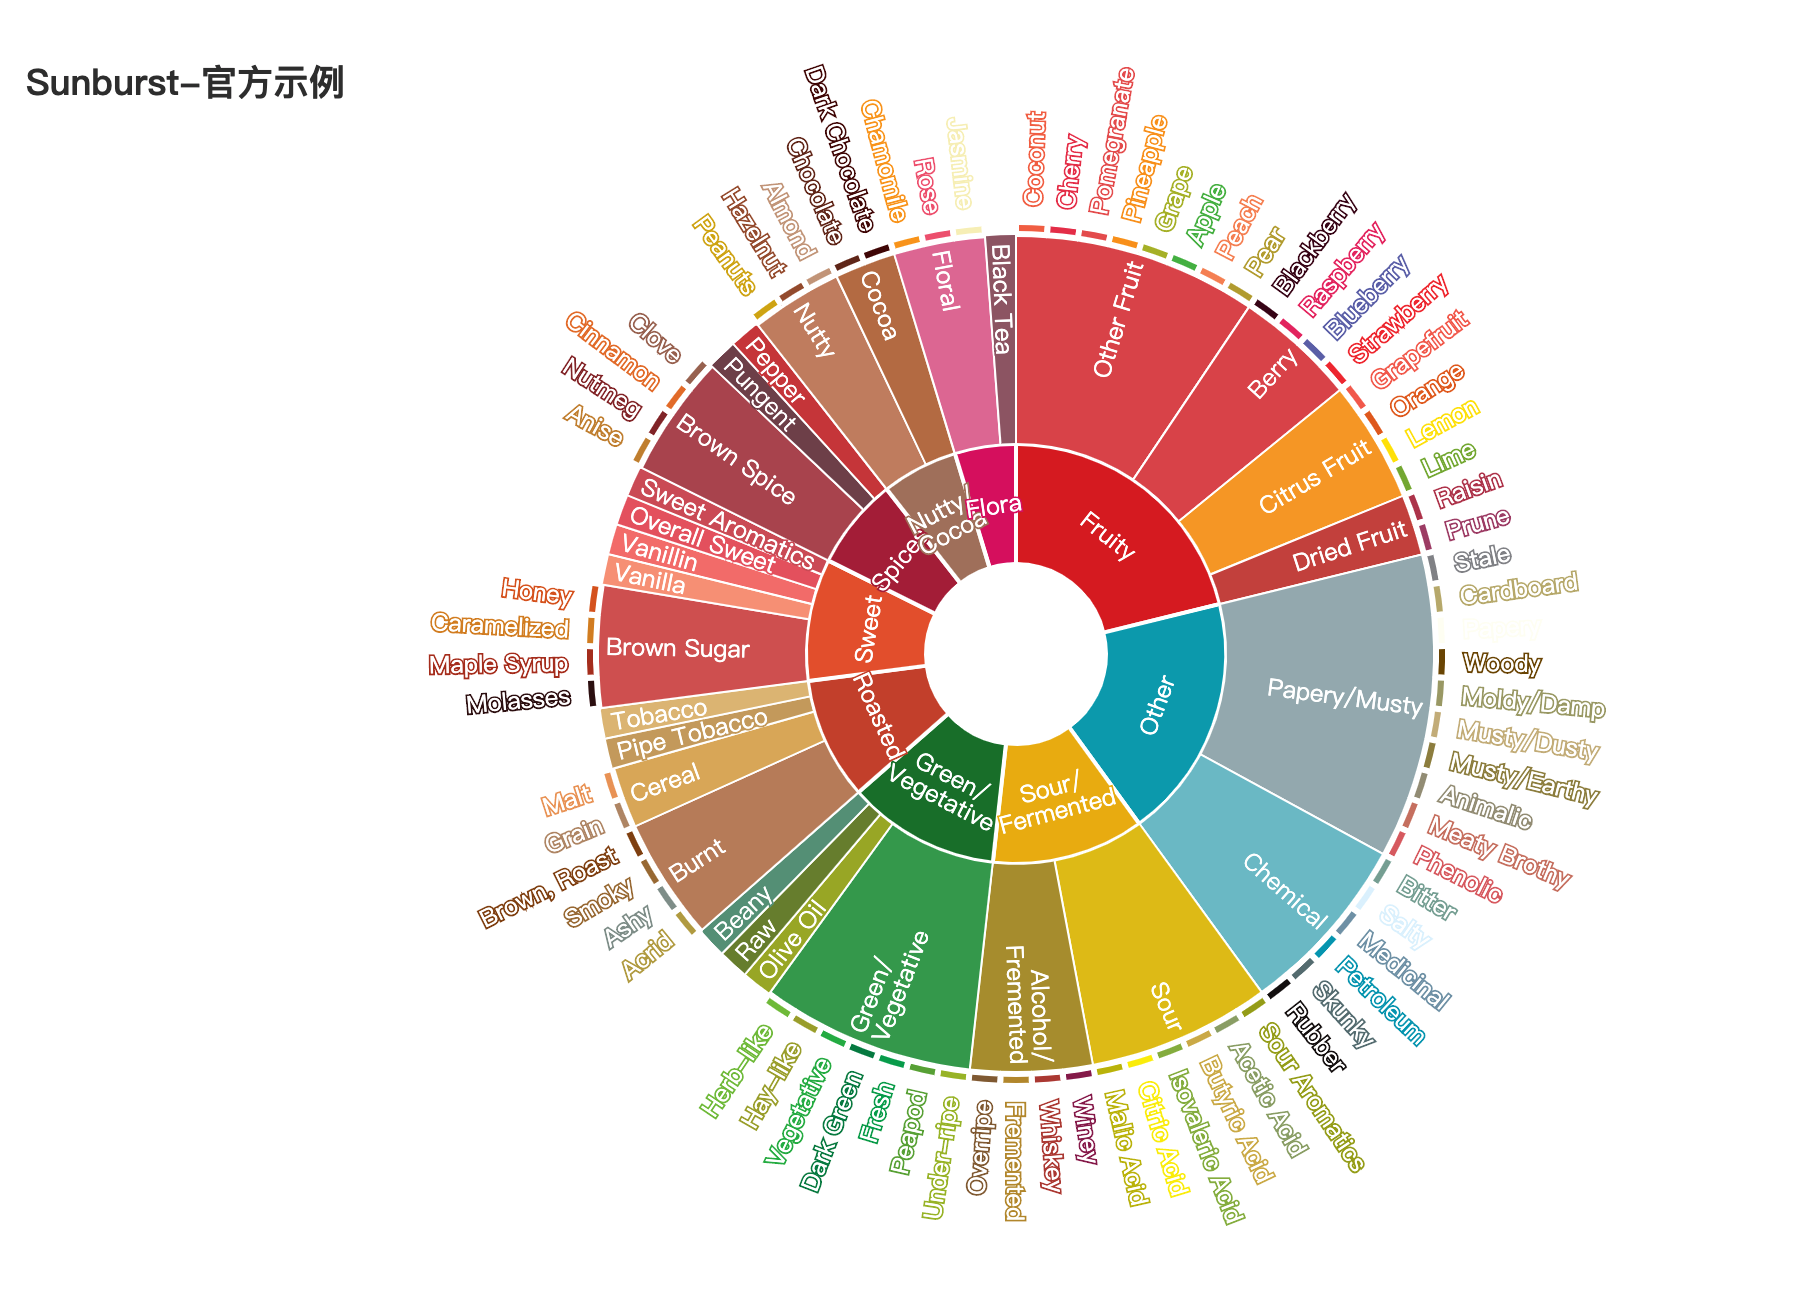 Sunburst-官方示例
Fruity
Other
Sour/
Fermented
Green/
Vegetative
Roasted
Sweet
Spices
Nutty/
Cocoa
Flora
Other Fruit
Berry
Citrus Fruit
Dried Fruit
Papery/Musty
Chemical
Sour
Alcohol/
Fremented
Green/
Vegetative
Olive Oil
Raw
Beany
Burnt
Cereal
Pipe Tobacco
Tobacco
Brown Sugar
Vanilla
Vanillin
Overall Sweet
Sweet Aromatics
Brown Spice
Pungent
Pepper
Nutty
Cocoa
Floral
Black Tea
Coconut
Cherry
Pomegranate
Pineapple
Grape
Apple
Peach
Pear
Blackberry
Raspberry
Blueberry
Strawberry
Grapefruit
Orange
Lemon
Lime
Raisin
Prune
Stale
Cardboard
Woody
Moldy/Damp
Musty/Dusty
Musty/Earthy
Animalic
Meaty Brothy
Phenolic
Bitter
Salty
Medicinal
Petroleum
Skunky
Rubber
Sour Aromatics
Acetic Acid
Butyric Acid
Isovaleric Acid
Citric Acid
Malic Acid
Winey
Whiskey
Fremented
Overripe
Under-ripe
Peapod
Fresh
Dark Green
Vegetative
Hay-like
Herb-like
Acrid
Ashy
Smoky
Brown, Roast
Grain
Malt
Molasses
Maple Syrup
Caramelized
Honey
Anise
Nutmeg
Cinnamon
Clove
Peanuts
Hazelnut
Almond
Chocolate
Dark Chocolate
Chamomile
Rose
Jasmine